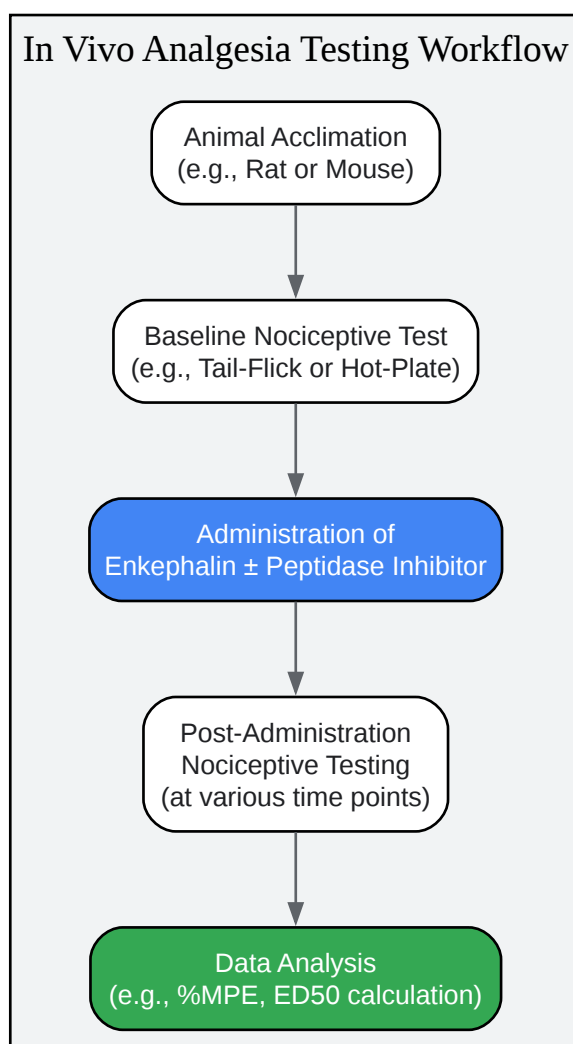 In Vivo Analgesia Testing Workflow
Animal Acclimation
(e.g., Rat or Mouse)
Baseline Nociceptive Test
(e.g., Tail-Flick or Hot-Plate)
Administration of
Enkephalin ± Peptidase Inhibitor
Post-Administration
Nociceptive Testing
(at various time points)
Data Analysis
(e.g., %MPE, ED50 calculation)